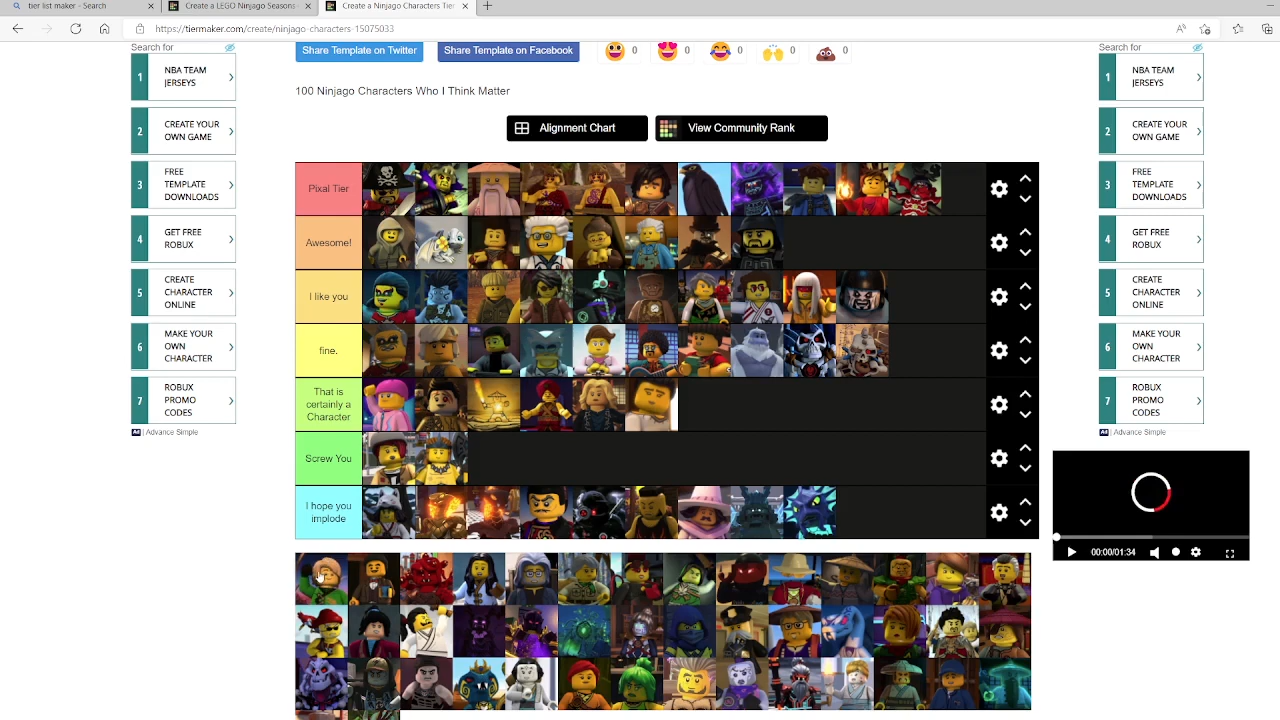 tier list maker - Search
Create a LEGO Ninjago Seasons
Create a Ninjago Characters Tier
https://tiermaker.com/create/ninjago-characters-15075033
Search for
1 NBA TEAM JERSEYS
2 CREATE YOUR OWN GAME
3 FREE TEMPLATE DOWNLOADS
4 GET FREE ROBUX
5 CREATE CHARACTER ONLINE
6 MAKE YOUR OWN CHARACTER
7 ROBUX PROMO CODES
Ad | Advance Simple
Share Template on Twitter
Share Template on Facebook
0 0 0 0 0
100 Ninjago Characters Who I Think Matter
Alignment Chart
View Community Rank
Pixal Tier
Awesome!
I like you
fine.
That is
certainly a
Character
Screw You
I hope you
implode
Search for
1 NBA TEAM JERSEYS
2 CREATE YOUR OWN GAME
3 FREE TEMPLATE DOWNLOADS
4 GET FREE ROBUX
5 CREATE CHARACTER ONLINE
6 MAKE YOUR OWN CHARACTER
7 ROBUX PROMO CODES
Ad | Advance Simple
00:00/01:34